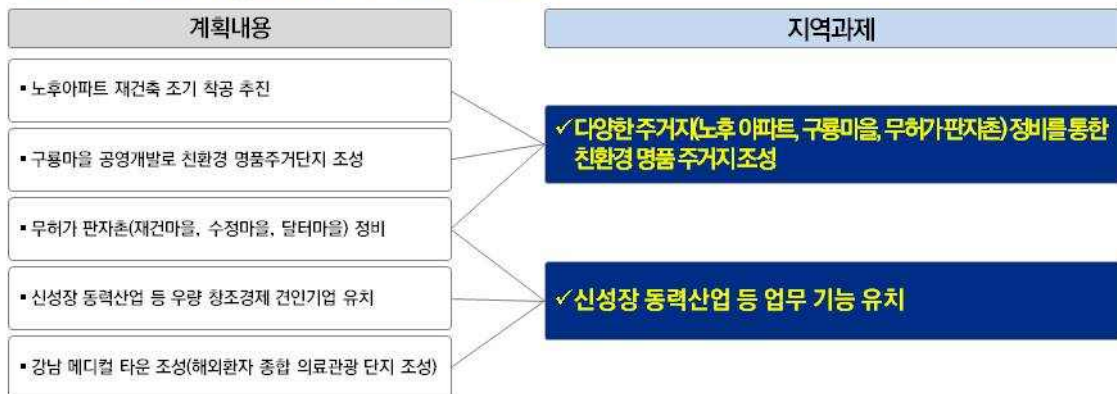 계획내용
지역과제
▪ 노후아파트 재건축 조기 착공 추진
▪ 구룡마을 공영개발로 친환경 명품주거단지 조성
▪ 무허가 판자촌(재건마을, 수정마을, 달터마을) 정비
▪ 신성장 동력산업 등 우량 창조경제 견인기업 유치
▪ 강남 메디컬 타운 조성(해외환자 종합 의료관광 단지 조성)
✓다양한 주거지(노후 아파트, 구룡마을, 무허가 판자촌) 정비를 통한
친환경 명품 주거지 조성
✓신성장 동력산업 등 업무 기능 유치